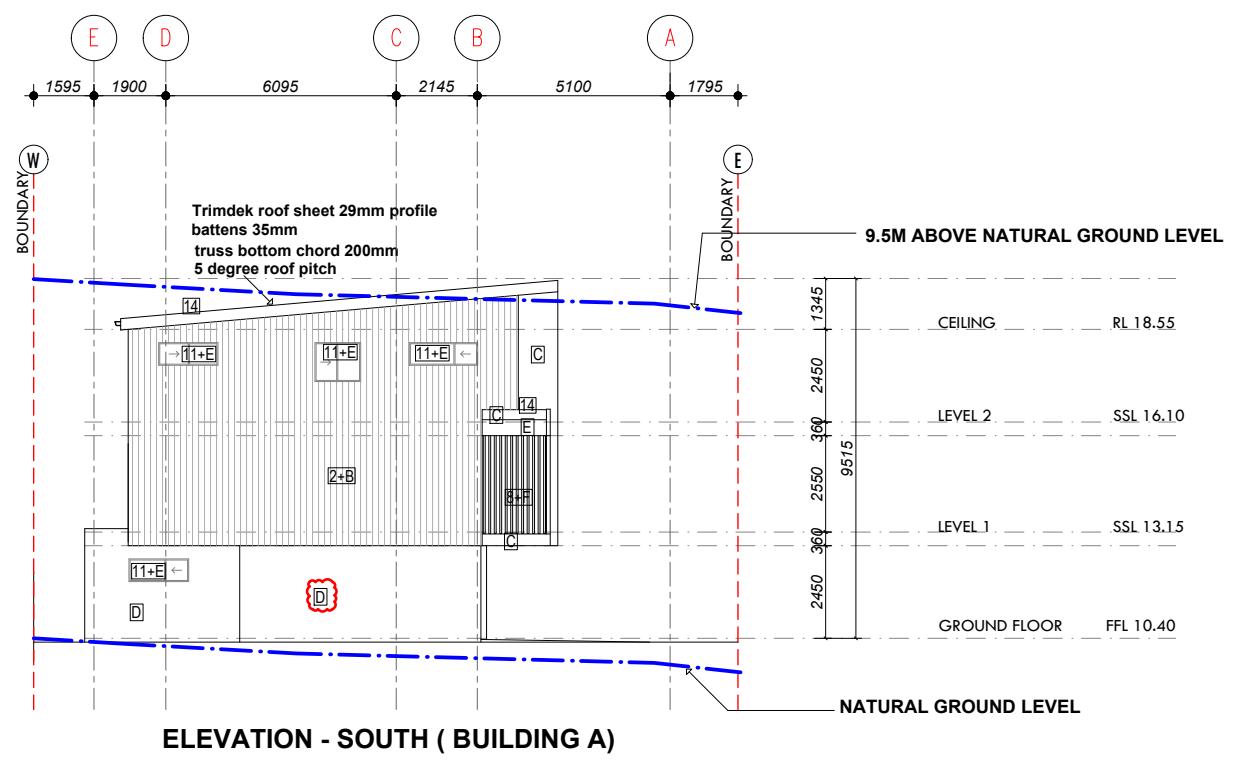 E D C B A
1595 1900 6095 2145 5100 1795
W E
BOUNDARY
BOUNDARY
Trimdek roof sheet 29mm profile
battens 35mm
truss bottom chord 200mm
5 degree roof pitch
9.5M ABOVE NATURAL GROUND LEVEL
14
1345
CEILING RL 18.55
11+E 11+E 11+E C
2450
14
C
LEVEL 2 SSL 16.10
E
360
9515
2+B
8+F
2550
LEVEL 1 SSL 13.15
C
360
11+E
D
D
2450
GROUND FLOOR FFL 10.40
NATURAL GROUND LEVEL
ELEVATION - SOUTH ( BUILDING A)